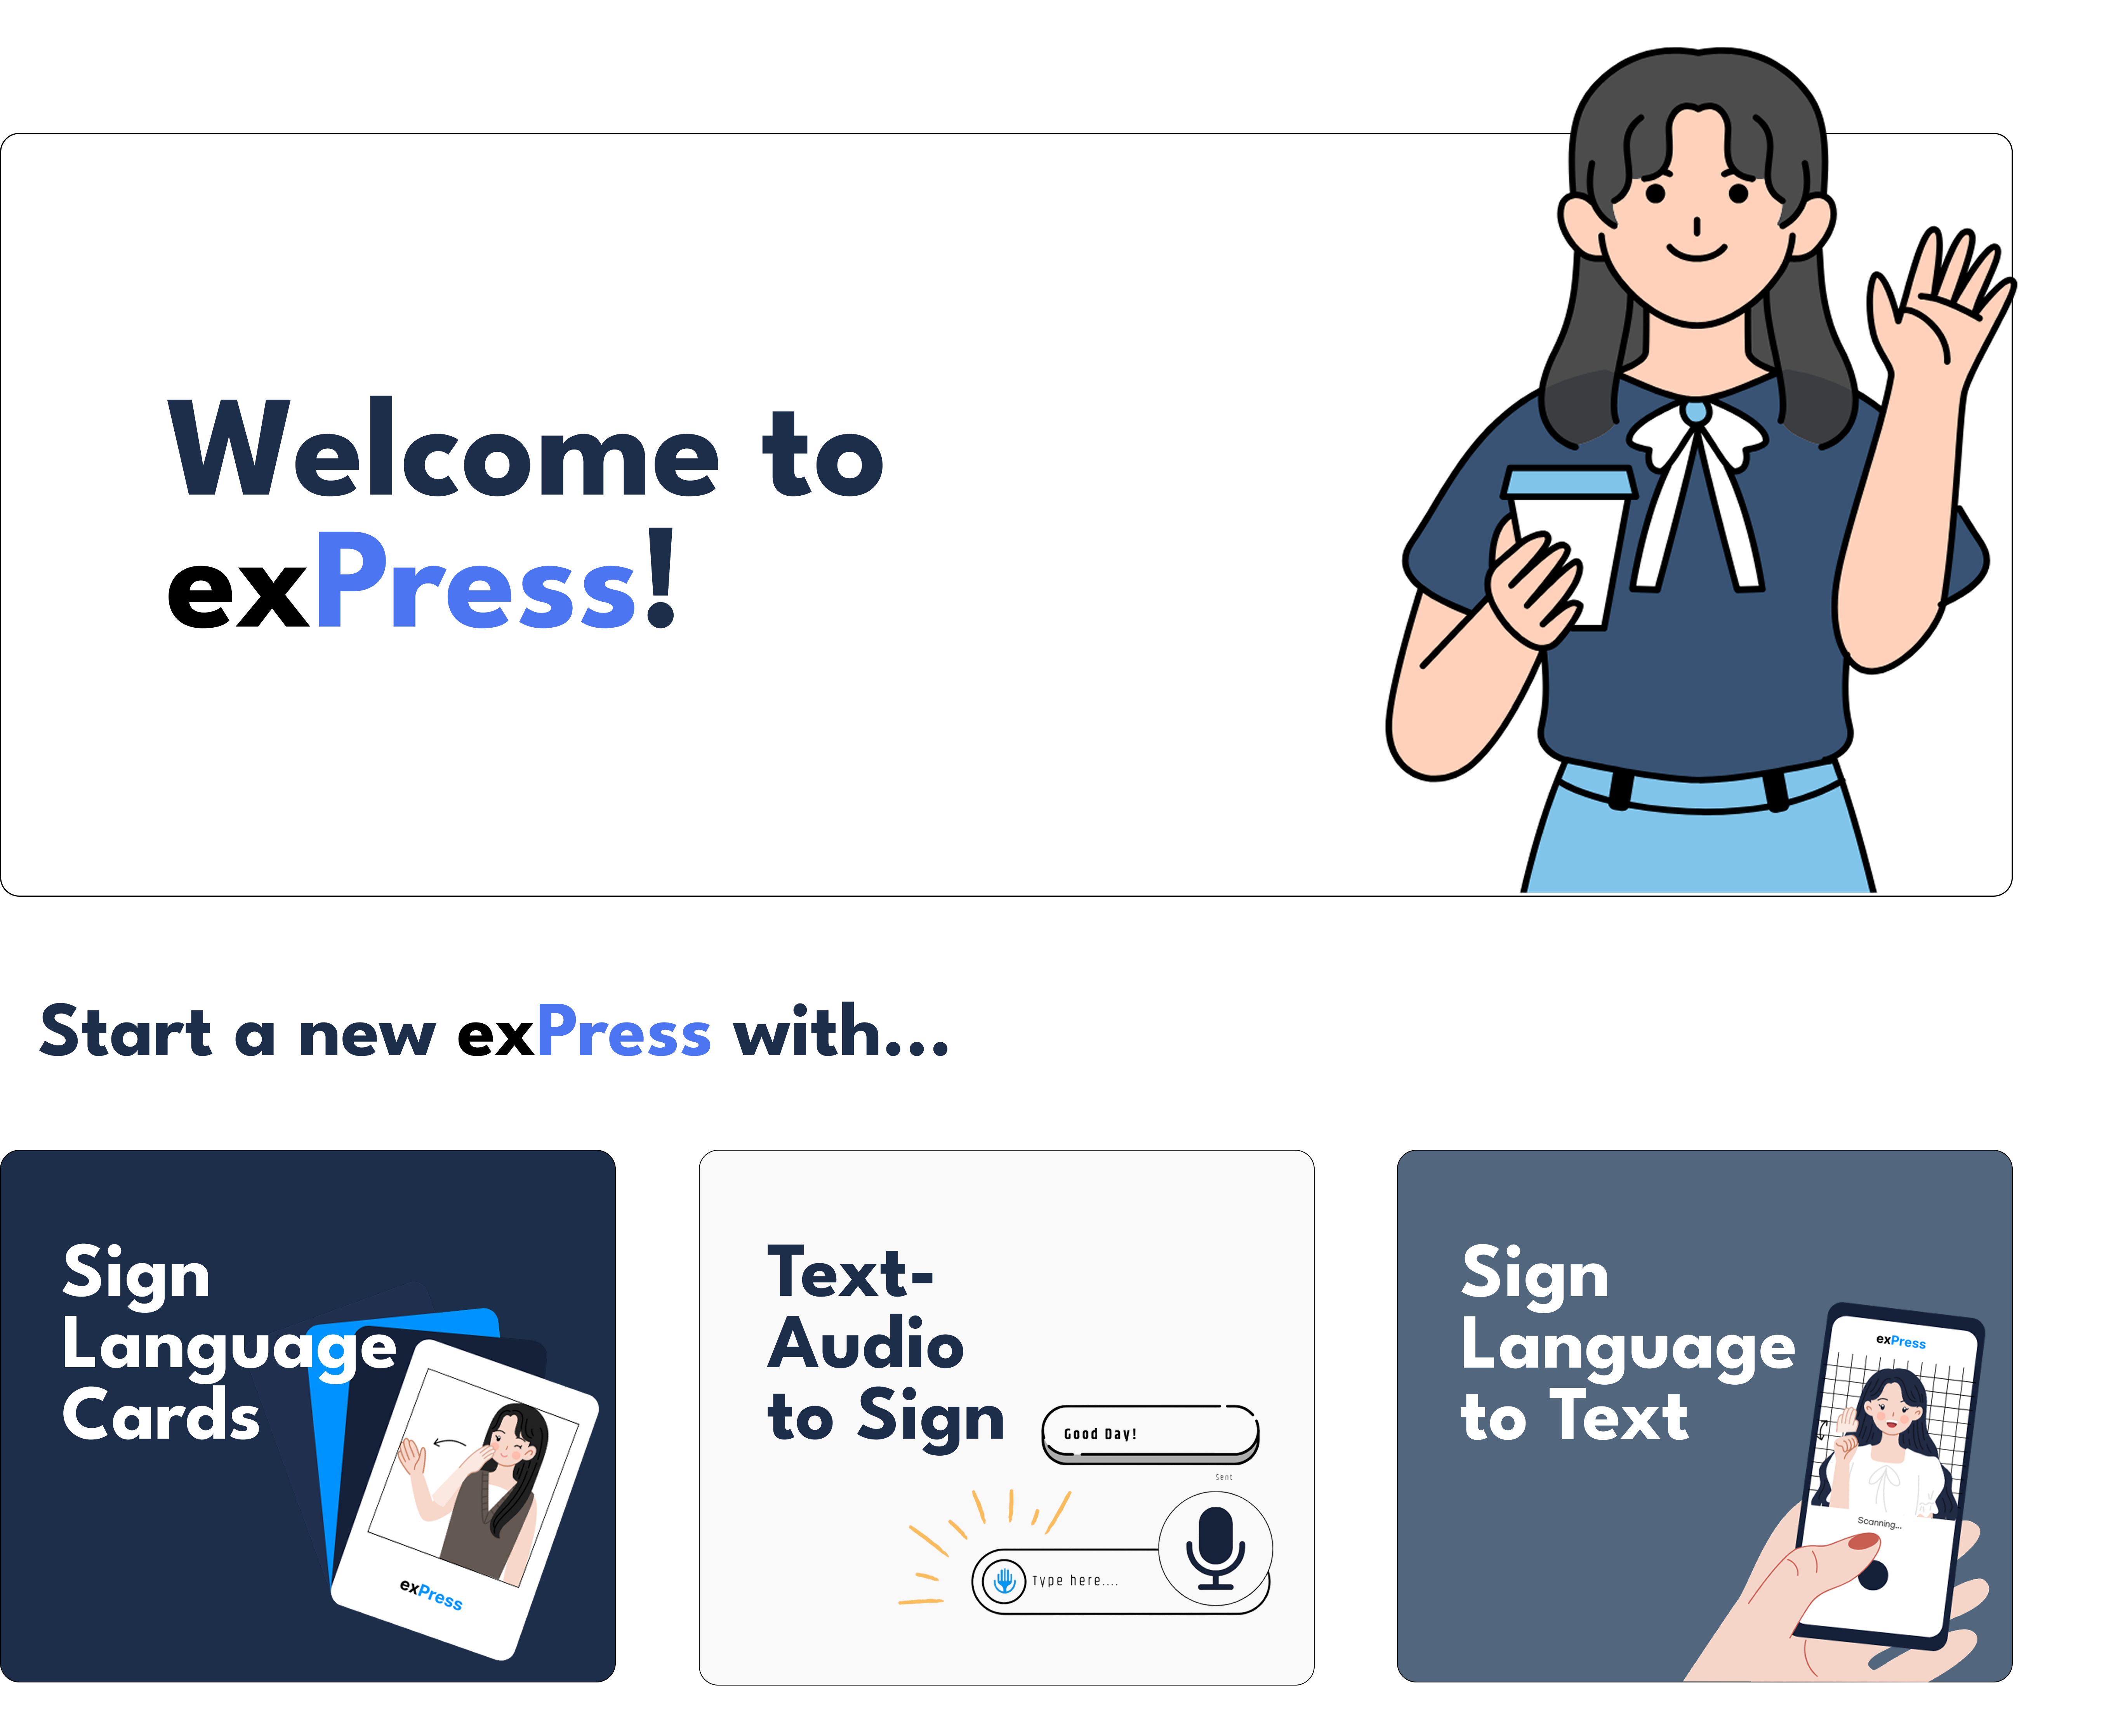 Welcome to
exPress!
Start a new exPress with...
Sign
Language
Cards
exPress
Text-
Audio
to Sign
Good Day!
Sent
Type here....
Sign
Language
to Text
exPress
Scanning...